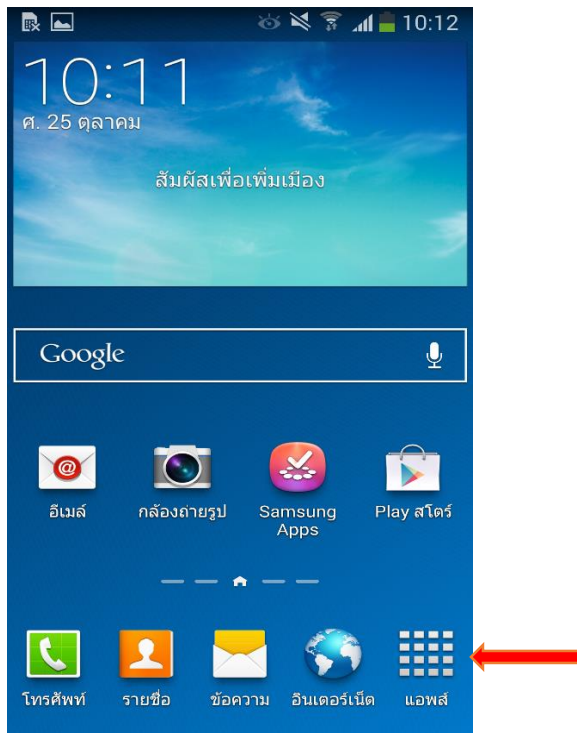 10:12
10:11
ศ. 25 ตุลาคม
สัมผัสเพื่อเพิ่มเมือง
Google
อีเมล์
กล้องถ่ายรูป
Samsung Apps
Play สโตร์
โทรศัพท์
รายชื่อ
ข้อความ
อินเตอร์เน็ต
แอพส์